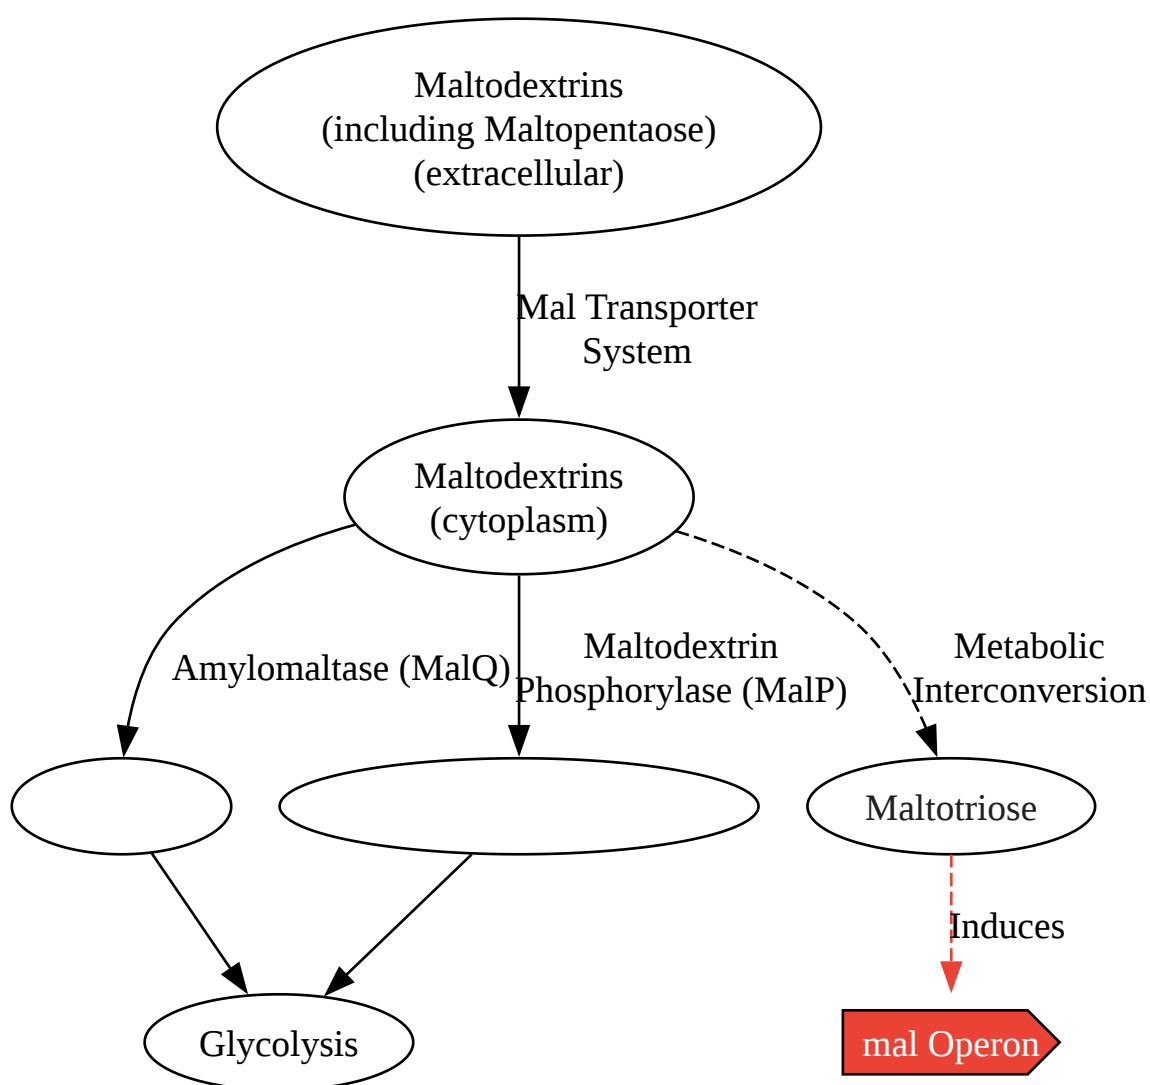 Maltodextrins
(including Maltopentaose)
(extracellular)
Mal Transporter
System
Maltodextrins
(cytoplasm)
Amylomaltase (MalQ)
Maltodextrin
Phosphorylase (MalP)
Metabolic
Interconversion
Maltotriose
Induces
Glycolysis
mal Operon